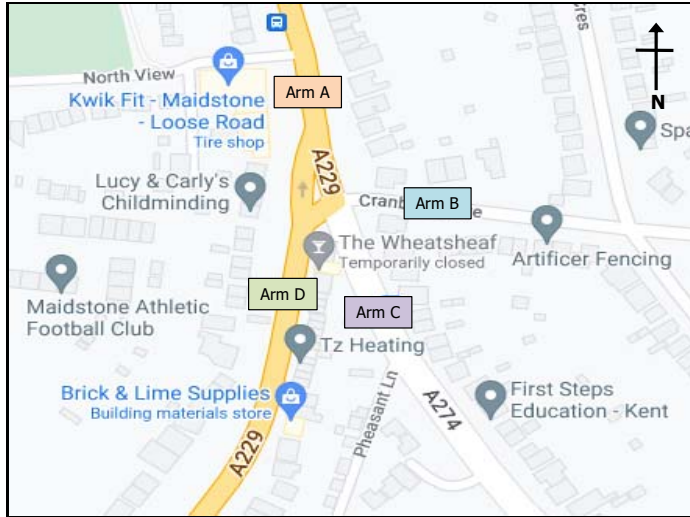 North View
Kwik Fit - Maidstone
- Loose Road
Tire shop
Arm A
N
A229
Lucy & Carly's
Childminding
Arm B
The Wheatsheaf
Temporarily closed
Artificer Fencing
Maidstone Athletic
Football Club
Arm D
Arm C
Tz Heating
Brick & Lime Supplies
Building materials store
Pheasant Ln
First Steps
Education - Kent
A274
A229